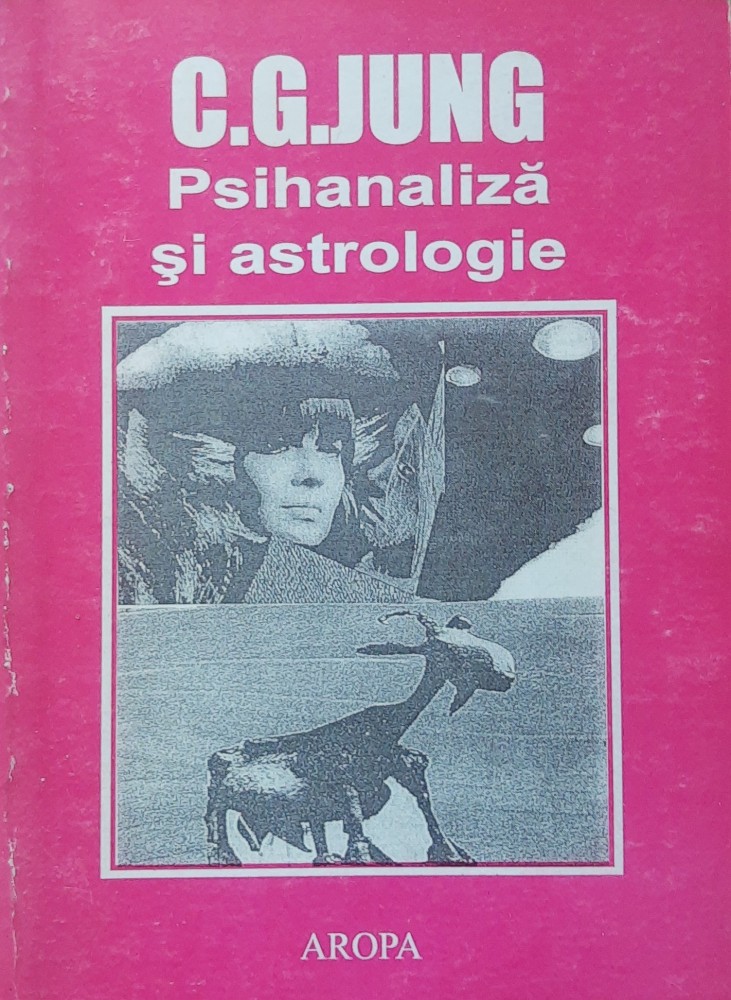 C.G.JUNG
Psihanaliză
şi astrologie
AROPA